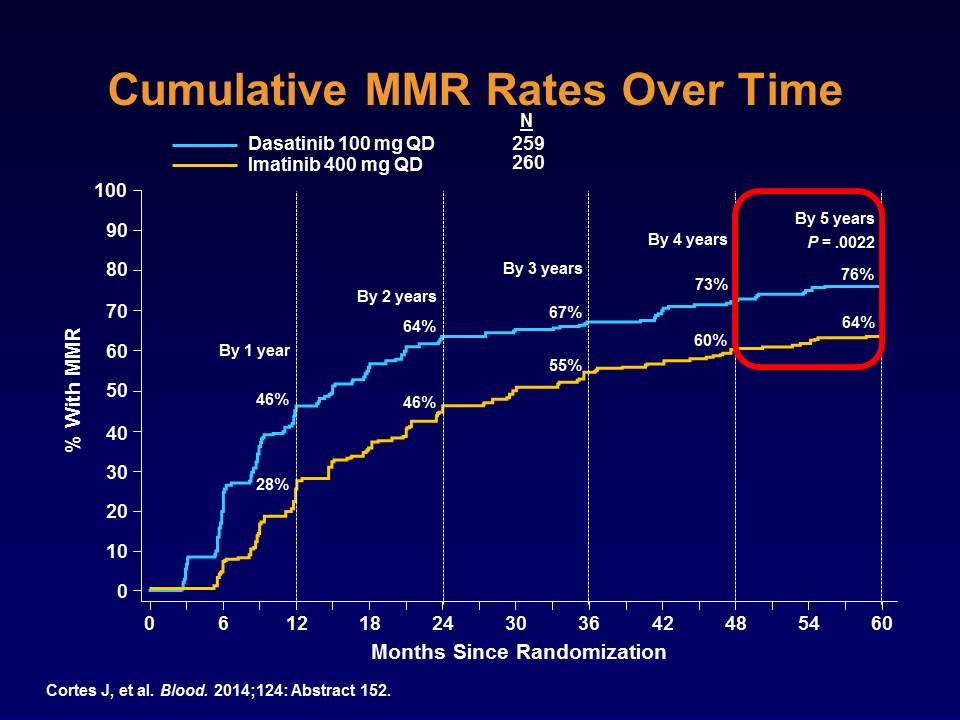 Cumulative MMR Rates Over Time
N
Dasatinib 100 mg QD 259
Imatinib 400 mg QD 260
% With MMR
100
90
80
70
60
50
40
30
20
10
0
By 1 year
46%
28%
By 2 years
64%
46%
By 3 years
67%
55%
By 4 years
73%
60%
By 5 years
P = .0022
76%
64%
0 6 12 18 24 30 36 42 48 54 60
Months Since Randomization
Cortes J, et al. Blood. 2014;124: Abstract 152.